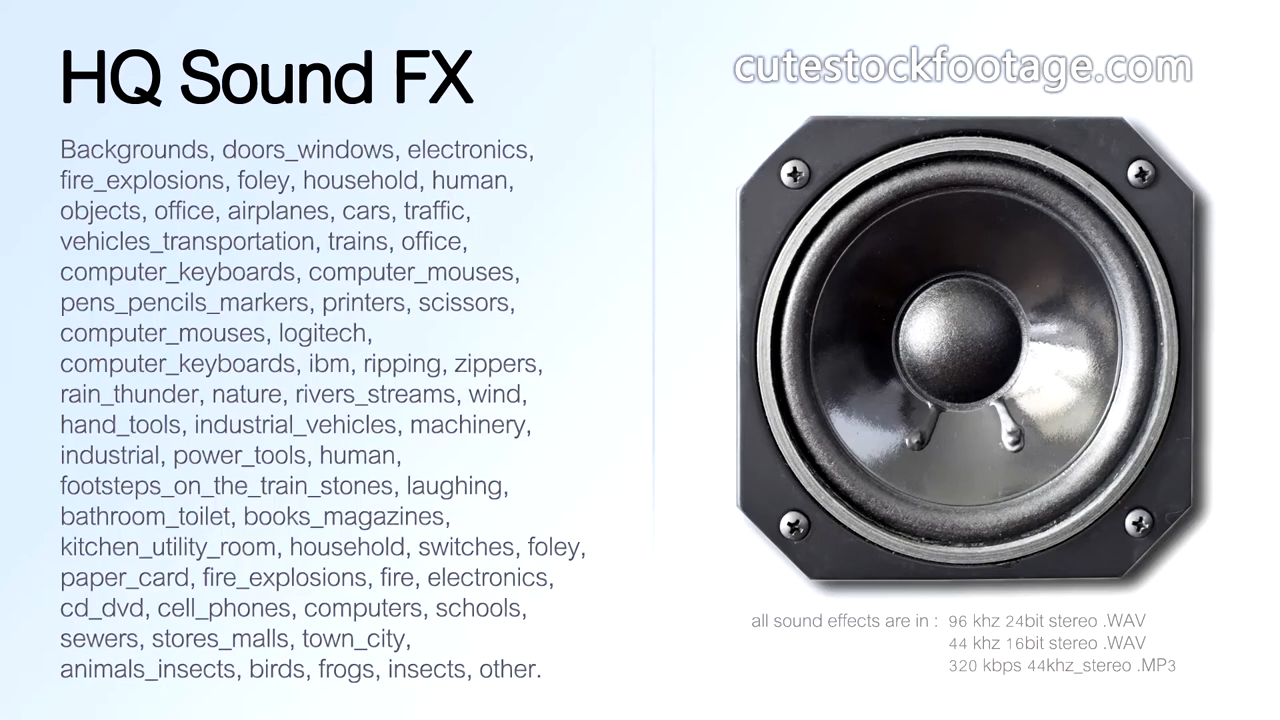 HQ Sound FX
Backgrounds, doors_windows, electronics,
fire_explosions, foley, household, human,
objects, office, airplanes, cars, traffic,
vehicles_transportation, trains, office,
computer_keyboards, computer_mouses,
pens_pencils_markers, printers, scissors,
computer_mouses, logitech,
computer_keyboards, ibm, ripping, zippers,
rain_thunder, nature, rivers_streams, wind,
hand_tools, industrial_vehicles, machinery,
industrial, power_tools, human,
footsteps_on_the_train_stones, laughing,
bathroom_toilet, books_magazines,
kitchen_utility_room, household, switches, foley,
paper_card, fire_explosions, fire, electronics,
cd_dvd, cell_phones, computers, schools,
sewers, stores_malls, town_city,
animals_insects, birds, frogs, insects, other.
cutestockfootage.com
all sound effects are in : 96 khz 24bit stereo .WAV
44 khz 16bit stereo .WAV
320 kbps 44khz_stereo .MP3